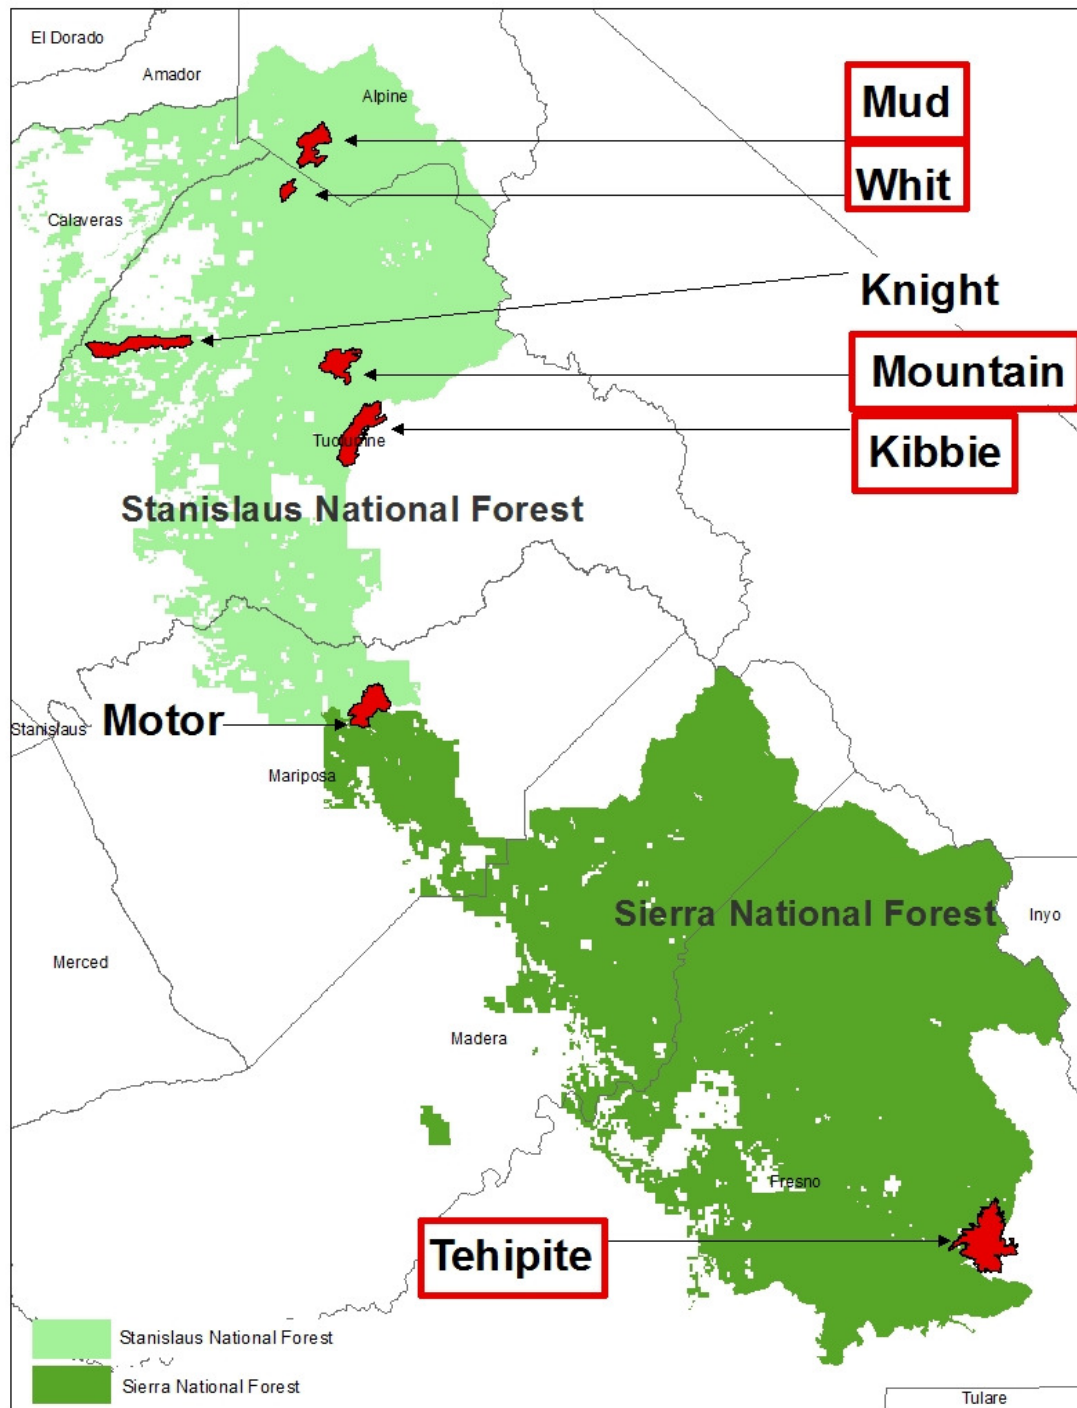 El Dorado
Amador
Alpine
Mud
Whit
Calaveras
Knight
Mountain
Kibbie
Tuolumne
Stanislaus National Forest
Motor
Stanislaus
Mariposa
Sierra National Forest
Inyo
Merced
Madera
Fresno
Tehipite
Stanislaus National Forest
Sierra National Forest
Tulare